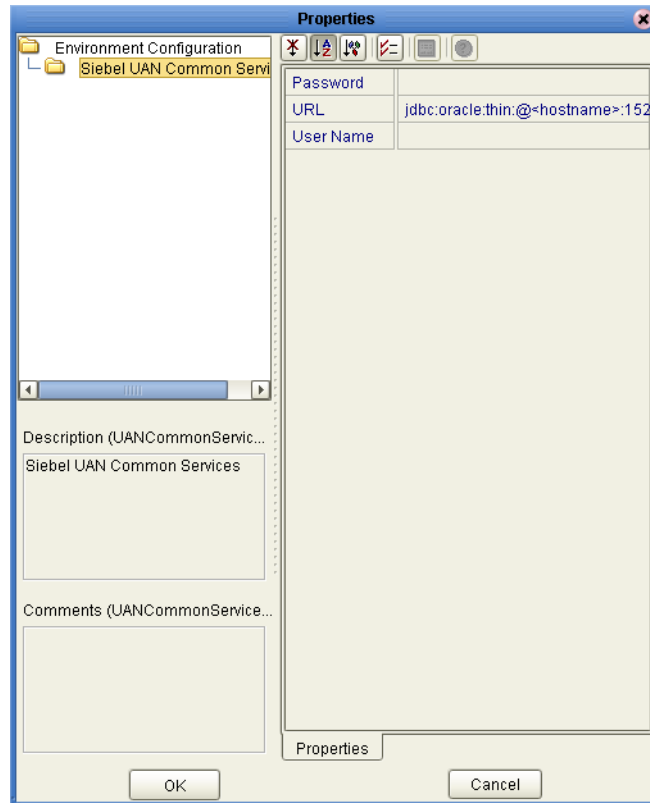 Properties
Environment Configuration
Siebel UAN Common Servi
Password
URL jdbc:oracle:thin:@<hostname>:152
User Name
Description (UANCommonServic...
Siebel UAN Common Services
Comments (UANCommonService...
Properties
OK Cancel